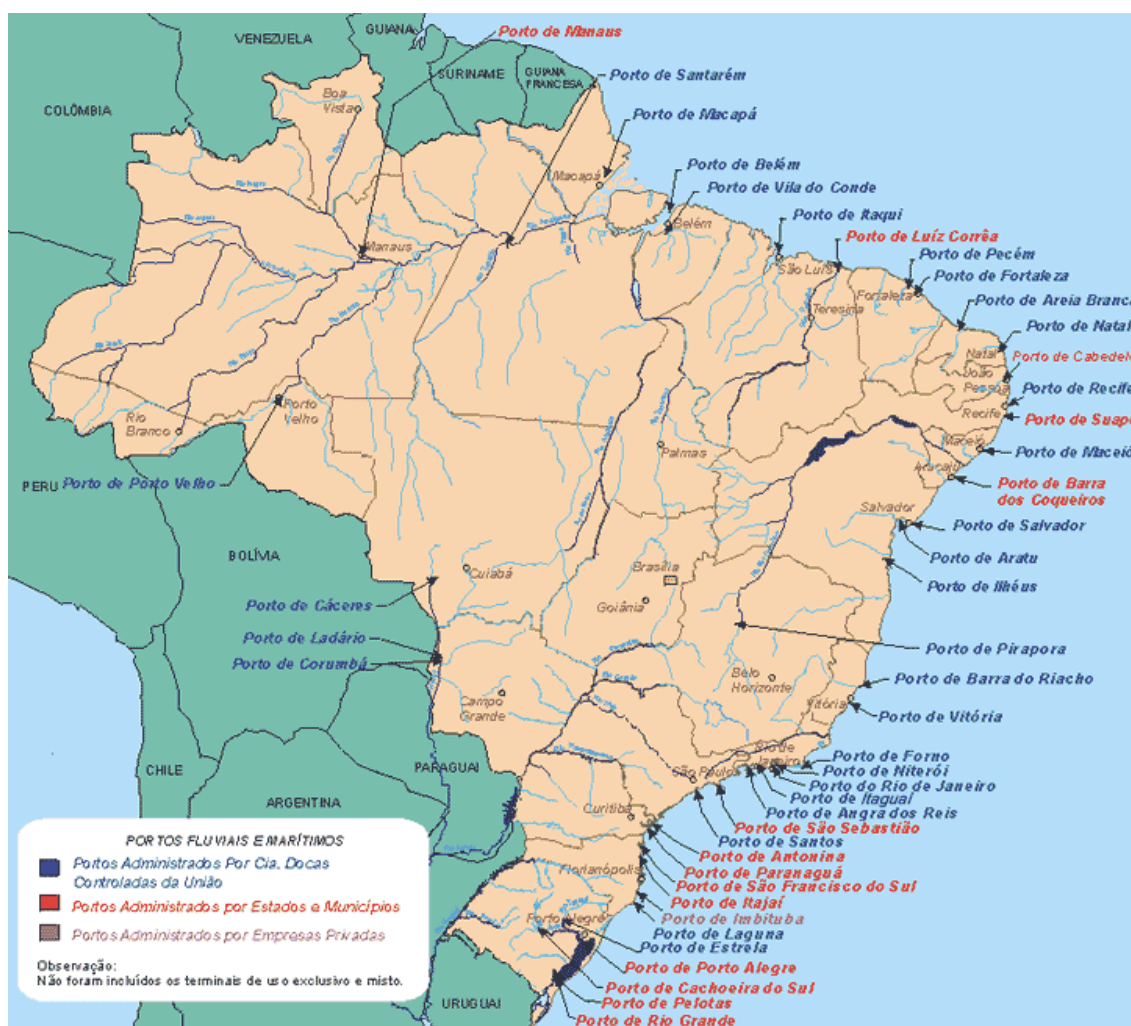 VENEZUELA
GUIANA
Porto de Manaus
SURINAME
GUIANA
FRANCESA
Porto de Santarém
COLÔMBIA
Boa
Vista
Porto de Macapá
Macapá
Porto de Belém
Porto de Vila do Conde
Belém
Porto de Itaqui
Manaus
Porto de Luíz Corrêa
São Luís
Porto de Pecém
Porto de Fortaleza
Fortaleza
Teresina
Porto de Areia Branca
Porto de Natal
Natal
Porto de Cabedelo
João
Pessoa
Porto de Recife
Recife
Porto de Suape
Porto
Velho
Rio
Branco
Maceió
Porto de Maceió
Palmas
Aracaju
PERU
Porto de Pôrto Velho
Porto de Barra
dos Coqueiros
Salvador
Porto de Salvador
BOLÍVIA
Porto de Aratu
Brasília
Cuiabá
Porto de Ilhéus
Porto de Cáceres
Goiânia
Porto de Ladário
Porto de Pirapora
Porto de Corumbá
Belo
Horizonte
Porto de Barra do Riacho
Campo
Grande
Vitória
Porto de Vitória
Rio de
Janeiro
Porto de Forno
CHILE
PARAGUAI
São Paulo
Porto de Niterói
Porto do Rio de Janeiro
ARGENTINA
Porto de Itaguaí
Curitiba
Porto de Angra dos Reis
Porto de São Sebastião
Porto de Santos
Porto de Antonina
Florianópolis
Porto de Paranaguá
Porto de São Francisco do Sul
Porto de Itajaí
Porto Alegre
Porto de Imbituba
Porto de Laguna
Porto de Estrela
Porto de Porto Alegre
Porto de Cachoeira do Sul
Porto de Pelotas
URUGUAI
Porto de Rio Grande
PORTOS FLUVIAIS E MARÍTIMOS
Portos Administrados Por Cia. Docas
Controladas da União
Portos Administrados por Estados e Municípios
Portos Administrados por Empresas Privadas
Observação:
Não foram incluídos os terminais de uso exclusivo e misto.